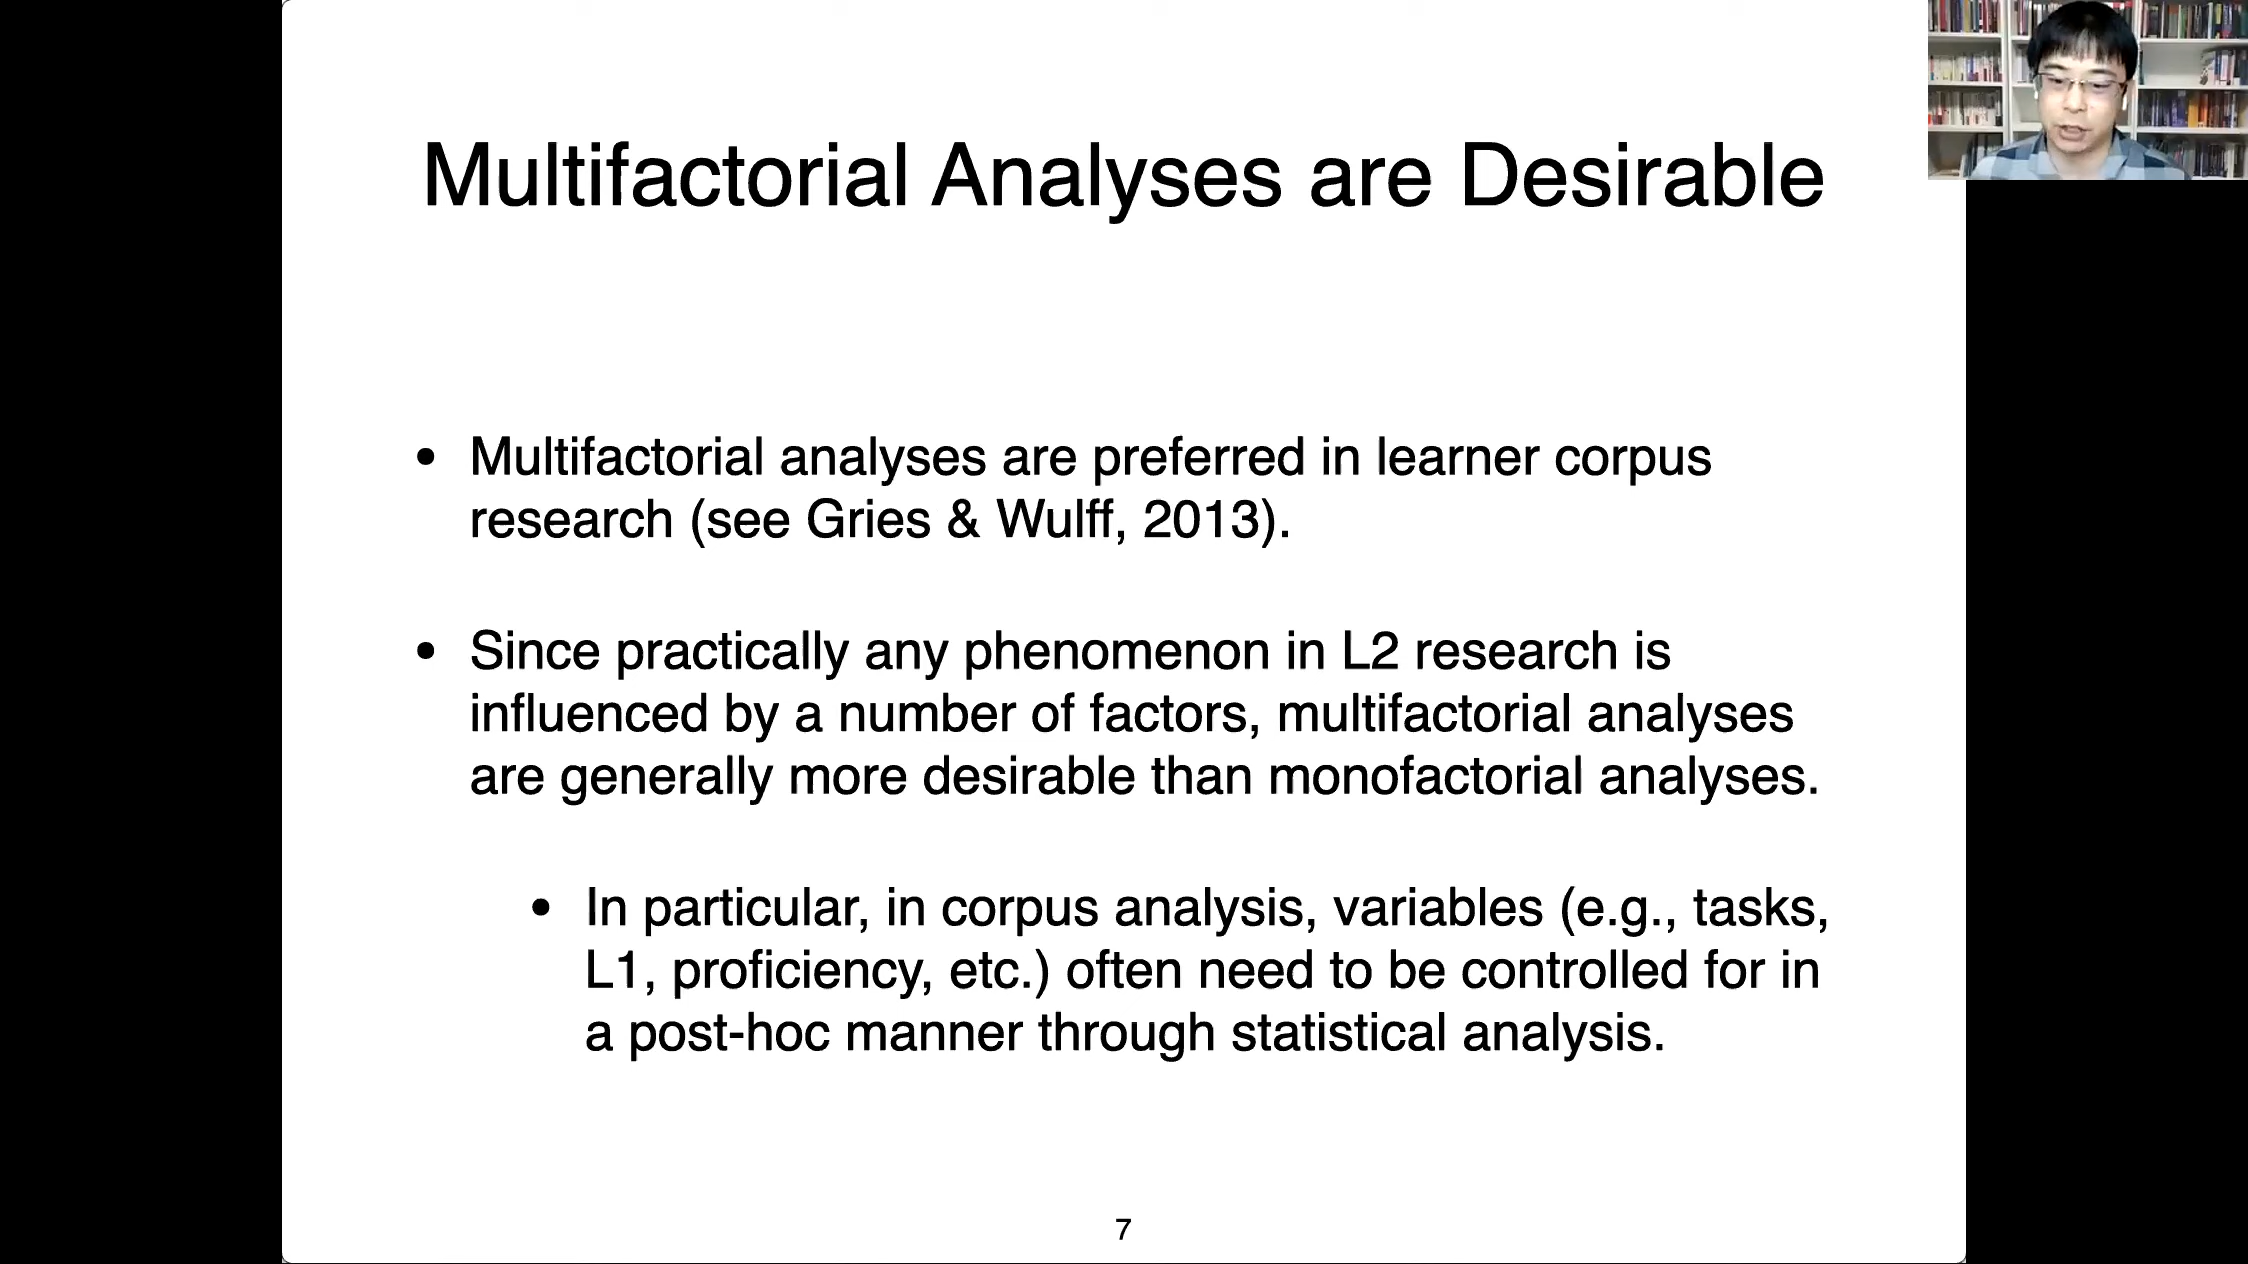 Multifactorial Analyses are Desirable
• Multifactorial analyses are preferred in learner corpus
research (see Gries & Wulff, 2013).
• Since practically any phenomenon in L2 research is
influenced by a number of factors, multifactorial analyses
are generally more desirable than monofactorial analyses.
• In particular, in corpus analysis, variables (e.g., tasks,
L1, proficiency, etc.) often need to be controlled for in
a post-hoc manner through statistical analysis.
7